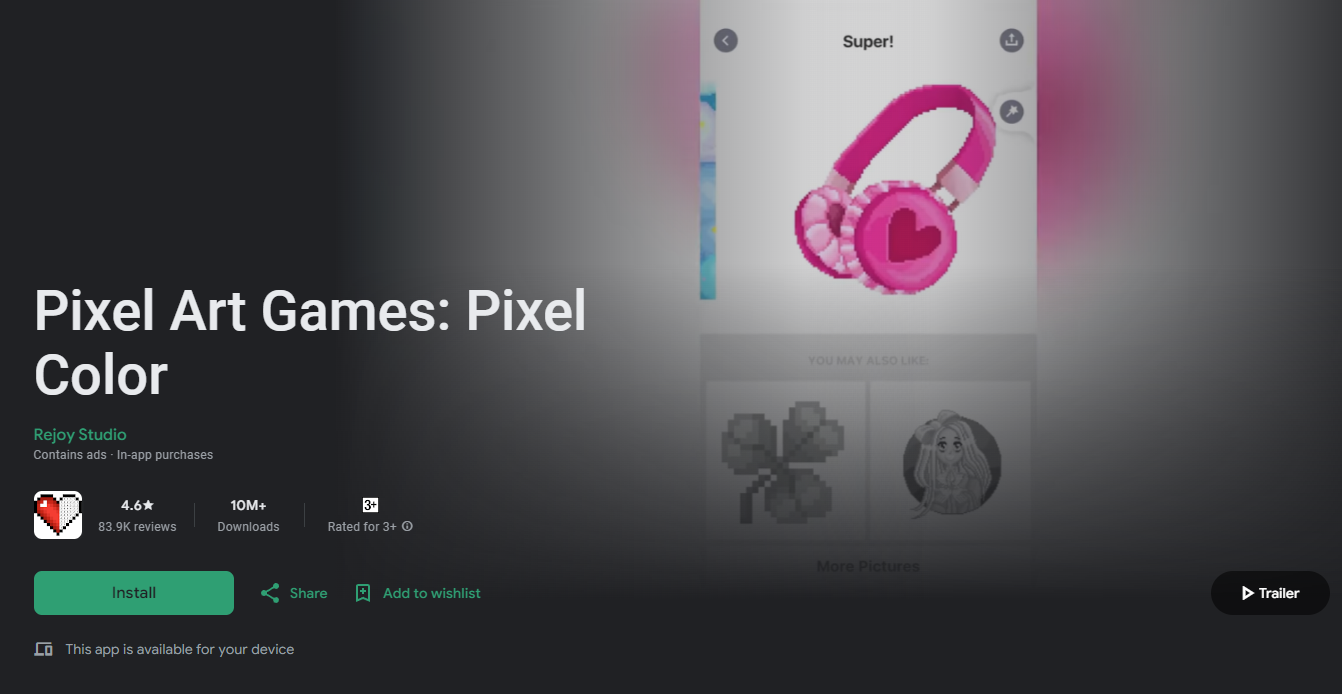 Super!
YOU MAY ALSO LIKE:
More Pictures
Pixel Art Games: Pixel
Color
Rejoy Studio
Contains ads · In-app purchases
4.6★
83.9K reviews
10M+
Downloads
3+
Rated for 3+
Install
Share
Add to wishlist
Trailer
This app is available for your device